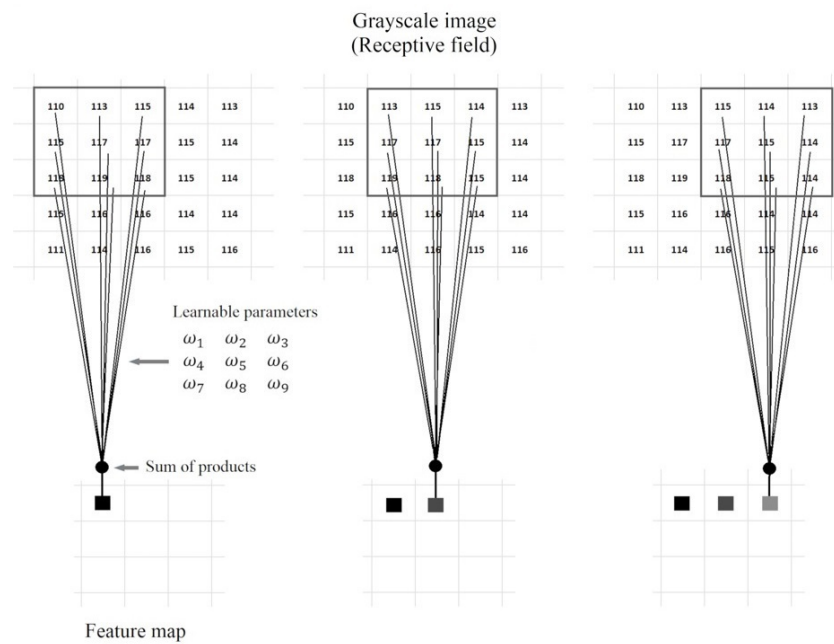 Grayscale image
(Receptive field)
110 113 115 114 113
115 117 117 115 114
118 119 118 115 114
115 116 116 114 114
111 114 116 115 116
110 113 115 114 113
115 117 117 115 114
118 119 118 115 114
115 116 116 114 114
111 114 116 115 116
110 113 115 114 113
115 117 117 115 114
118 119 118 115 114
115 116 116 114 114
111 114 116 115 116
Learnable parameters
ω₁ ω₂ ω₃
ω₄ ω₅ ω₆
ω₇ ω₈ ω₉
Sum of products
Feature map